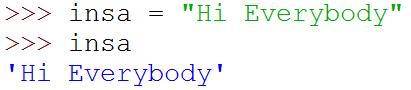 >>> insa = "Hi Everybody"
>>> insa
'Hi Everybody'